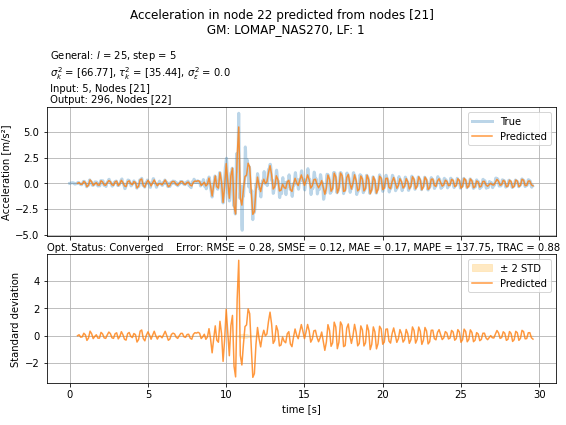 Acceleration in node 22 predicted from nodes [21]
GM: LOMAP_NAS270, LF: 1
General: l = 25, step = 5
σ²ₖ = [66.77], τ²ₖ = [35.44], σ²ε = 0.0
Input: 5, Nodes [21]
Output: 296, Nodes [22]
Acceleration [m/s²]
5.0
2.5
0.0
−2.5
−5.0
True
Predicted
Opt. Status: Converged Error: RMSE = 0.28, SMSE = 0.12, MAE = 0.17, MAPE = 137.75, TRAC = 0.88
Standard deviation
4
2
0
−2
± 2 STD
Predicted
0 5 10 15 20 25 30
time [s]